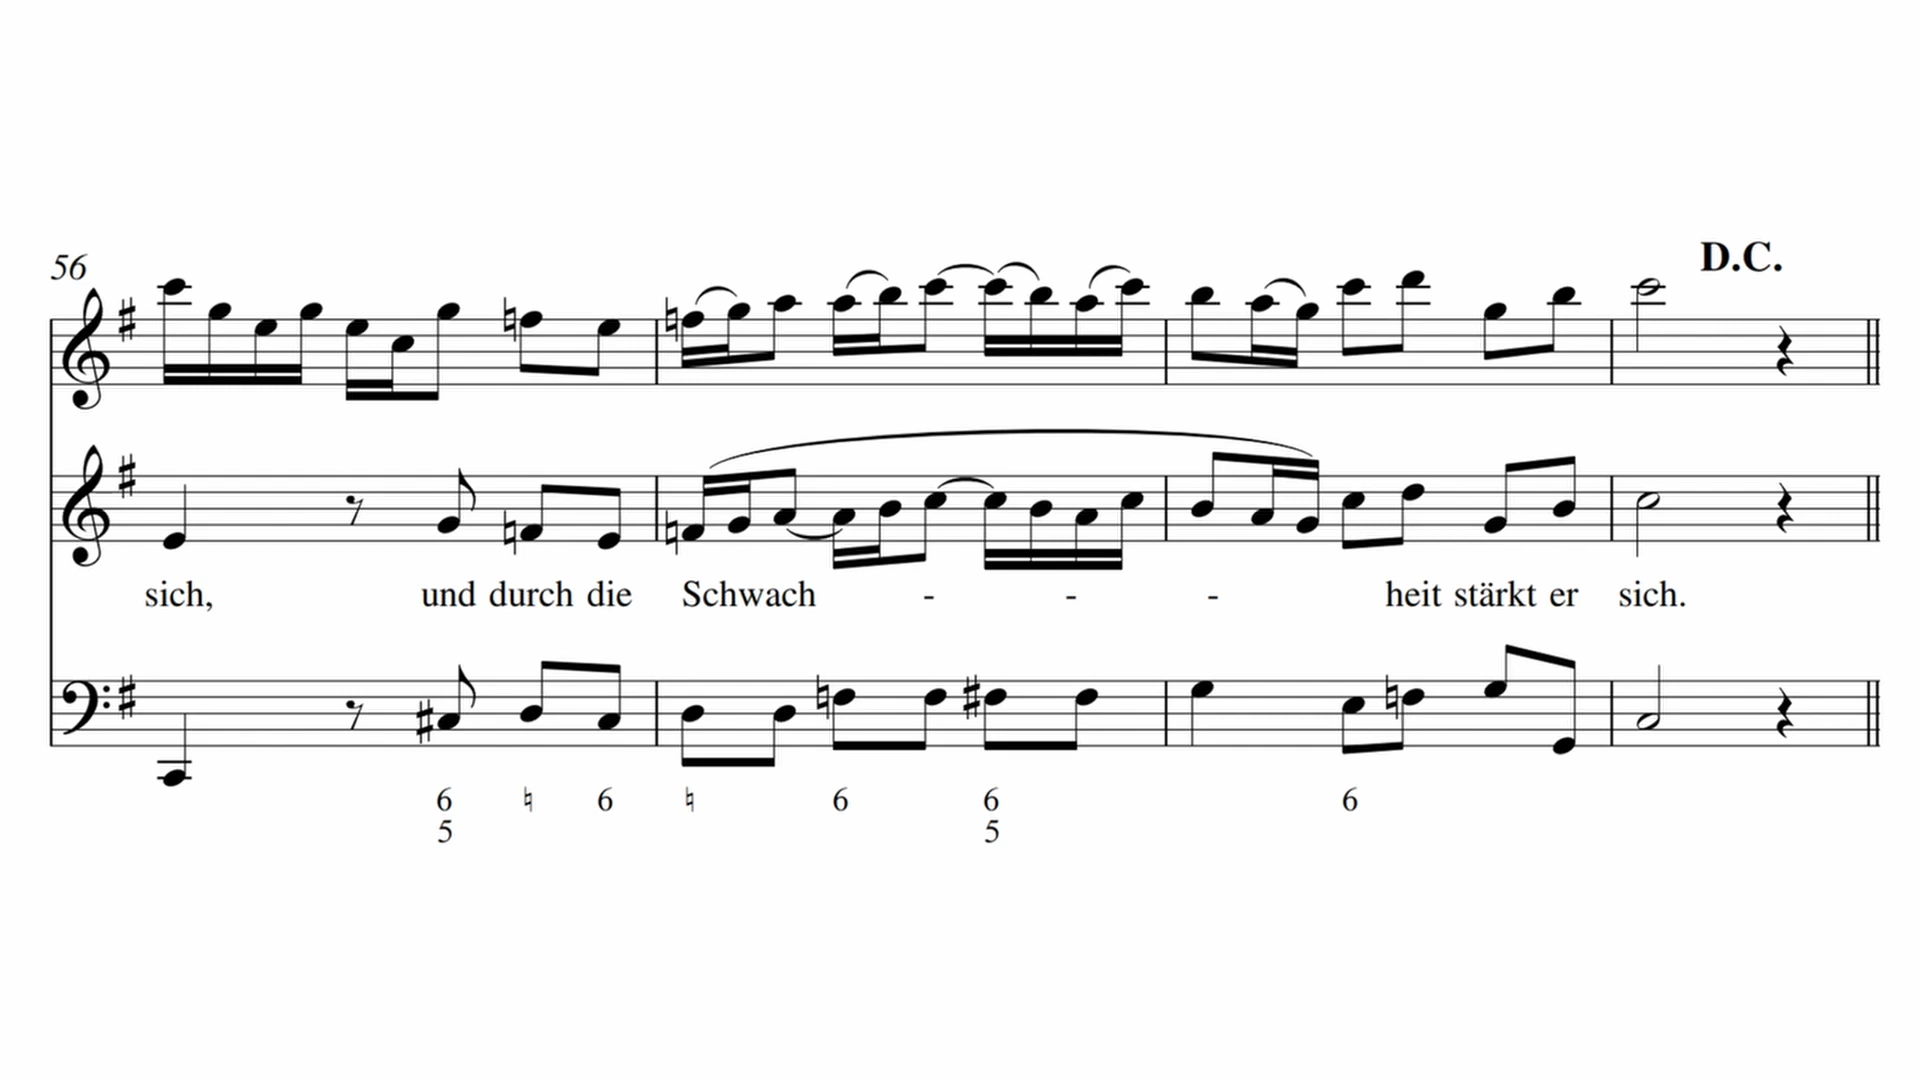 D.C.
56
sich, und durch die Schwach - - - heit stärkt er sich.
6 ♮ 6 ♮ 6 6 6
5 5